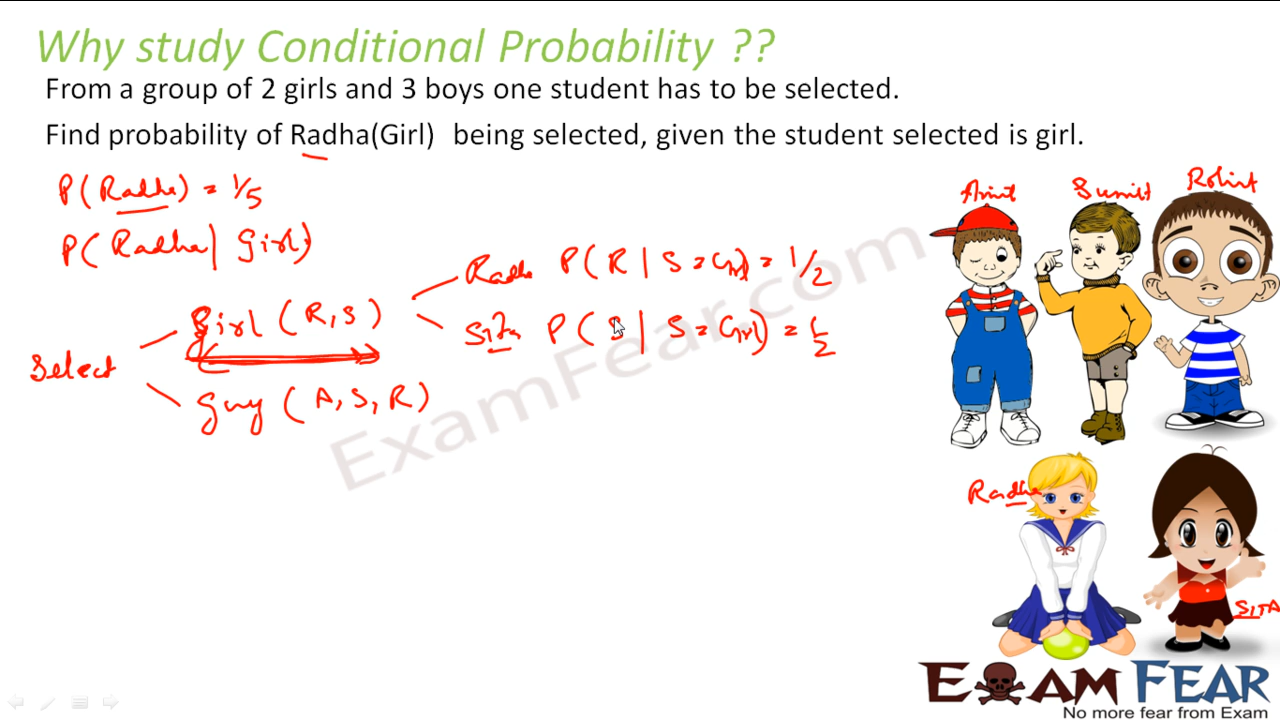 Why study Conditional Probability ??
From a group of 2 girls and 3 boys one student has to be selected.
Find probability of Radha(Girl) being selected, given the student selected is girl.
P(Radha) = 1/5
P(Radha | Girl)
Amit Sumit Rohit
Radha P(R | S = Girl) = 1/2
Girl (R, S)
Sita P(S | S = Girl) = 1/2
Select
Guy (A, S, R)
ExamFear.com
Radha
SITA
EXAM FEAR
No more fear from Exam